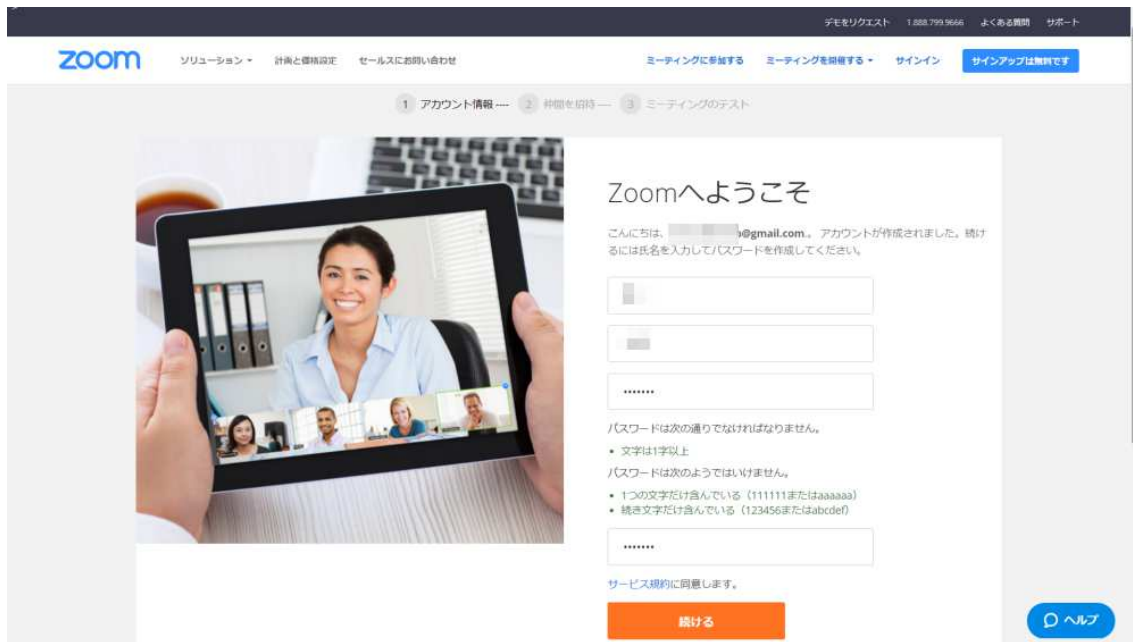 デモをリクエスト 1.888.799.9666 よくある質問 サポート
zoom ソリューション 計画と価格設定 セールスにお問い合わせ ミーティングに参加する ミーティングを開催する サインイン サインアップは無料です
1 アカウント情報 ---- 2 仲間を招待 ---- 3 ミーティングのテスト
Zoomへようこそ
こんにちは、 @gmail.com.。 アカウントが作成されました。続け
るには氏名を入力してパスワードを作成してください。
•••••••
パスワードは次の通りでなければなりません。
• 文字は1字以上
パスワードは次のようではいけません。
• 1つの文字だけ含んでいる（111111またはaaaaaa）
• 続き文字だけ含んでいる（123456またはabcdef）
•••••••
サービス規約に同意します。
続ける
ヘルプ